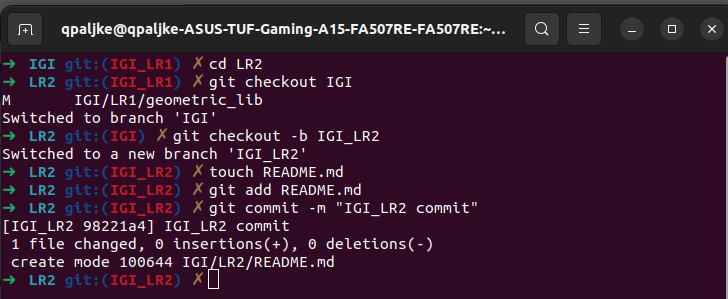 qpaljke@qpaljke-ASUS-TUF-Gaming-A15-FA507RE-FA507RE:~...
➜ IGI git:(IGI_LR1) ✗ cd LR2
➜ LR2 git:(IGI_LR1) ✗ git checkout IGI
M IGI/LR1/geometric_lib
Switched to branch 'IGI'
➜ LR2 git:(IGI) ✗ git checkout -b IGI_LR2
Switched to a new branch 'IGI_LR2'
➜ LR2 git:(IGI_LR2) ✗ touch README.md
➜ LR2 git:(IGI_LR2) ✗ git add README.md
➜ LR2 git:(IGI_LR2) ✗ git commit -m "IGI_LR2 commit"
[IGI_LR2 98221a4] IGI_LR2 commit
1 file changed, 0 insertions(+), 0 deletions(-)
create mode 100644 IGI/LR2/README.md
➜ LR2 git:(IGI_LR2) ✗